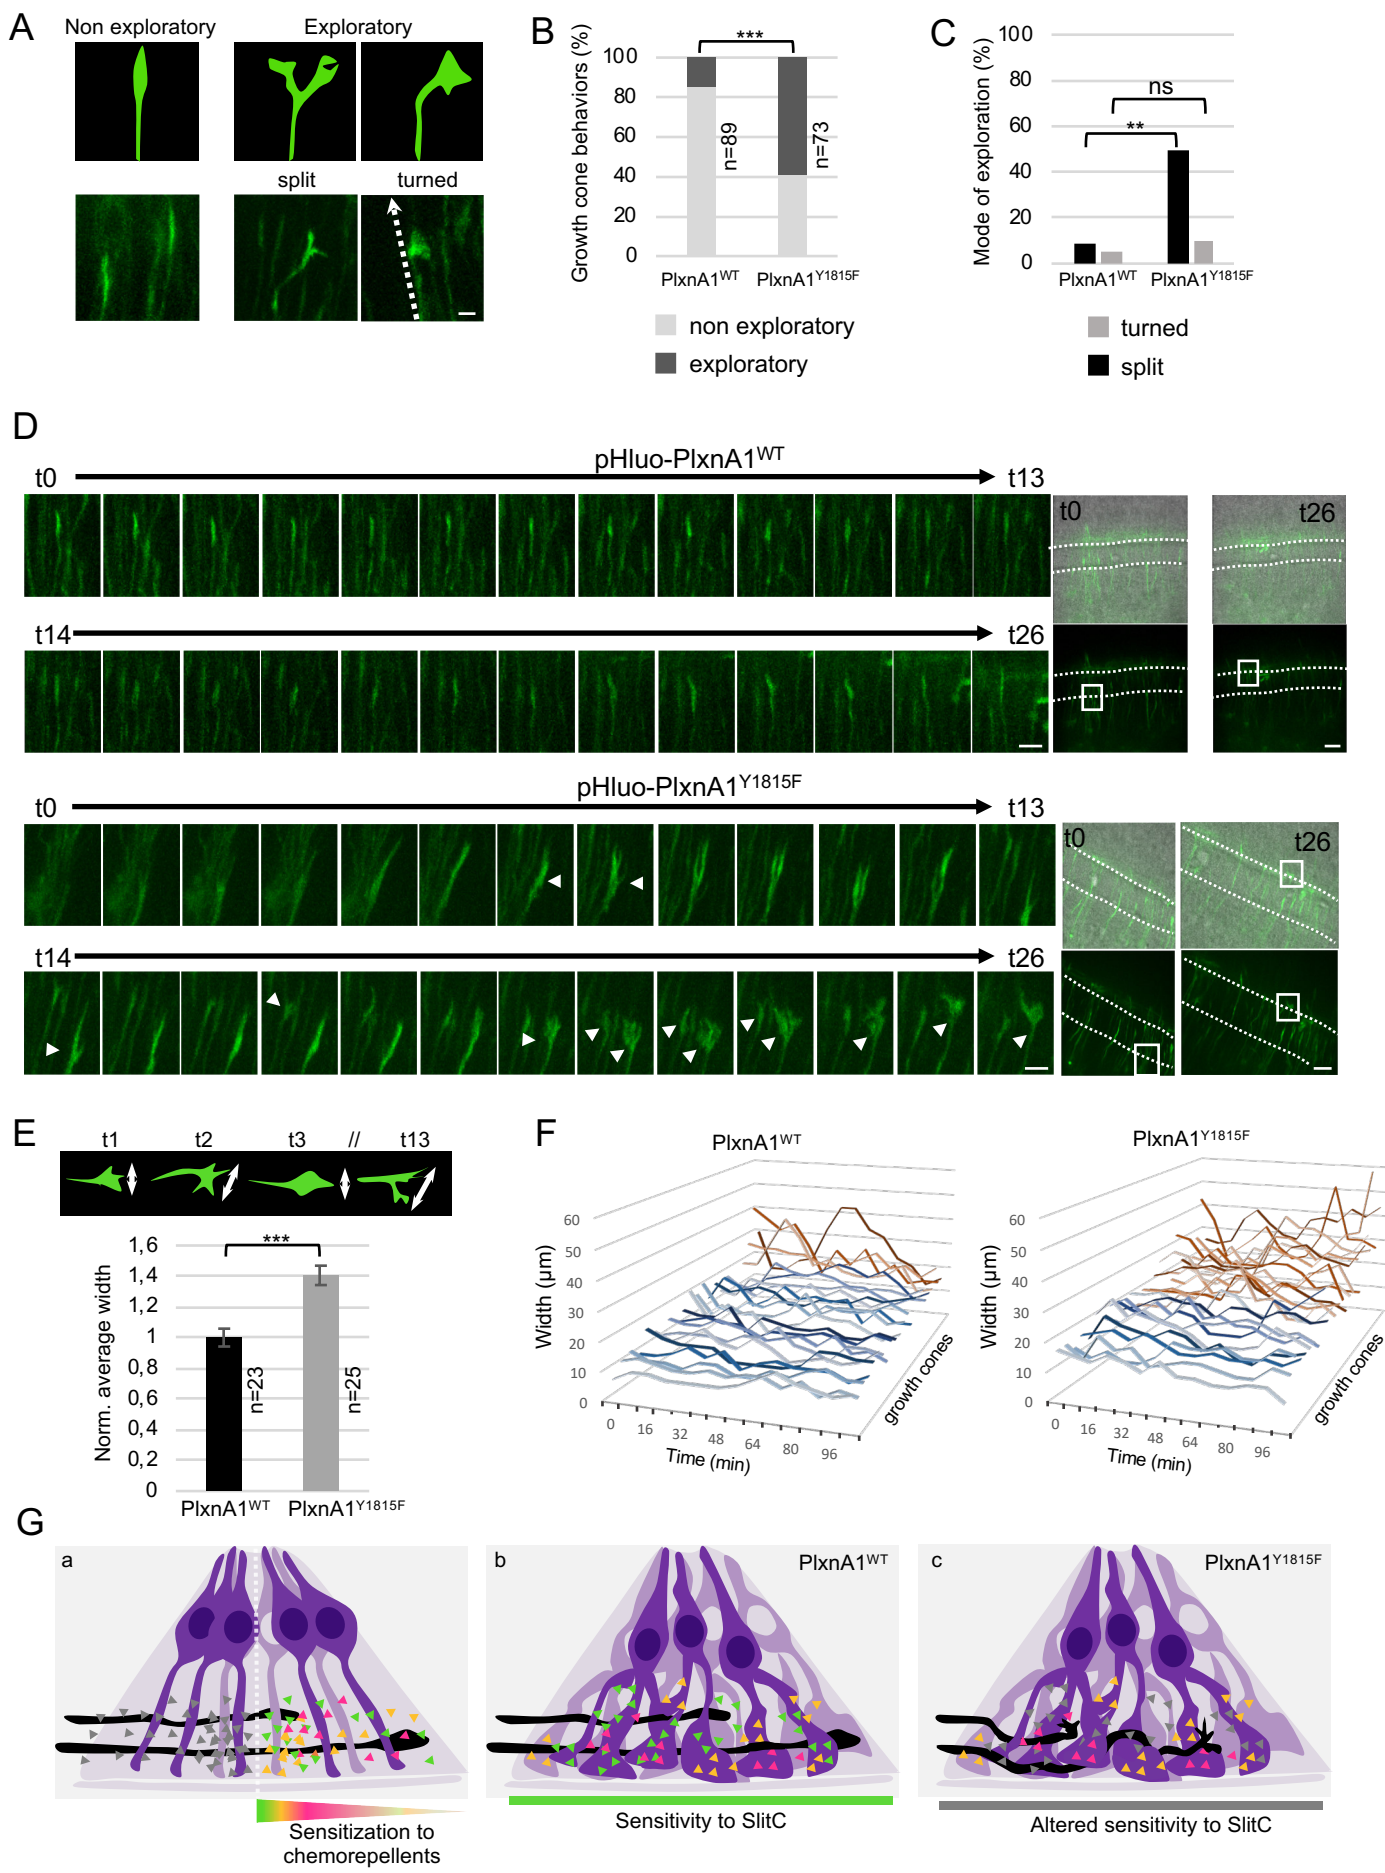 A
Non exploratory
Exploratory
split
turned
B
Growth cone behaviors (%)
100
80
60
40
20
0
***
n=89
n=73
PlxnA1WT
PlxnA1Y1815F
non exploratory
exploratory
C
Mode of exploration (%)
100
80
60
40
20
0
ns
**
PlxnA1WT
PlxnA1Y1815F
turned
split
D
pHluo-PlxnA1WT
t0
t13
t0
t26
t14
t26
pHluo-PlxnA1Y1815F
t0
t13
t0
t26
t14
t26
E
t1 t2 t3 // t13
Norm. average width
1,6
1,4
1,2
1
0,8
0,6
0,4
0,2
0
***
n=23
n=25
PlxnA1WT
PlxnA1Y1815F
F
PlxnA1WT
Width (µm)
60
50
40
30
20
10
0
0 16 32 48 64 80 96
Time (min)
growth cones
PlxnA1Y1815F
Width (µm)
60
50
40
30
20
10
0
0 16 32 48 64 80 96
Time (min)
growth cones
G
a
Sensitization to
chemorepellents
b
PlxnA1WT
Sensitivity to SlitC
c
PlxnA1Y1815F
Altered sensitivity to SlitC